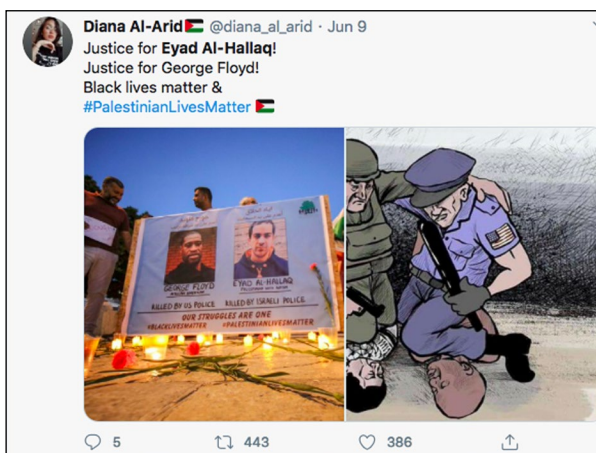 Diana Al-Arid🇵🇸 @diana_al_arid · Jun 9
Justice for Eyad Al-Hallaq!
Justice for George Floyd!
Black lives matter &
#PalestinianLivesMatter 🇵🇸
GEORGE FLOYD
EYAD AL-HALLAQ
KILLED BY US POLICE
KILLED BY ISRAELI POLICE
OUR STRUGGLES ARE ONE
#BLACKLIVESMATTER #PALESTINIANLIVESMATTER
5 443 386